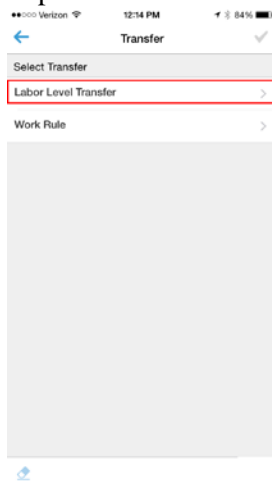 Verizon 12:14 PM 84%
Transfer
Select Transfer
Labor Level Transfer
Work Rule